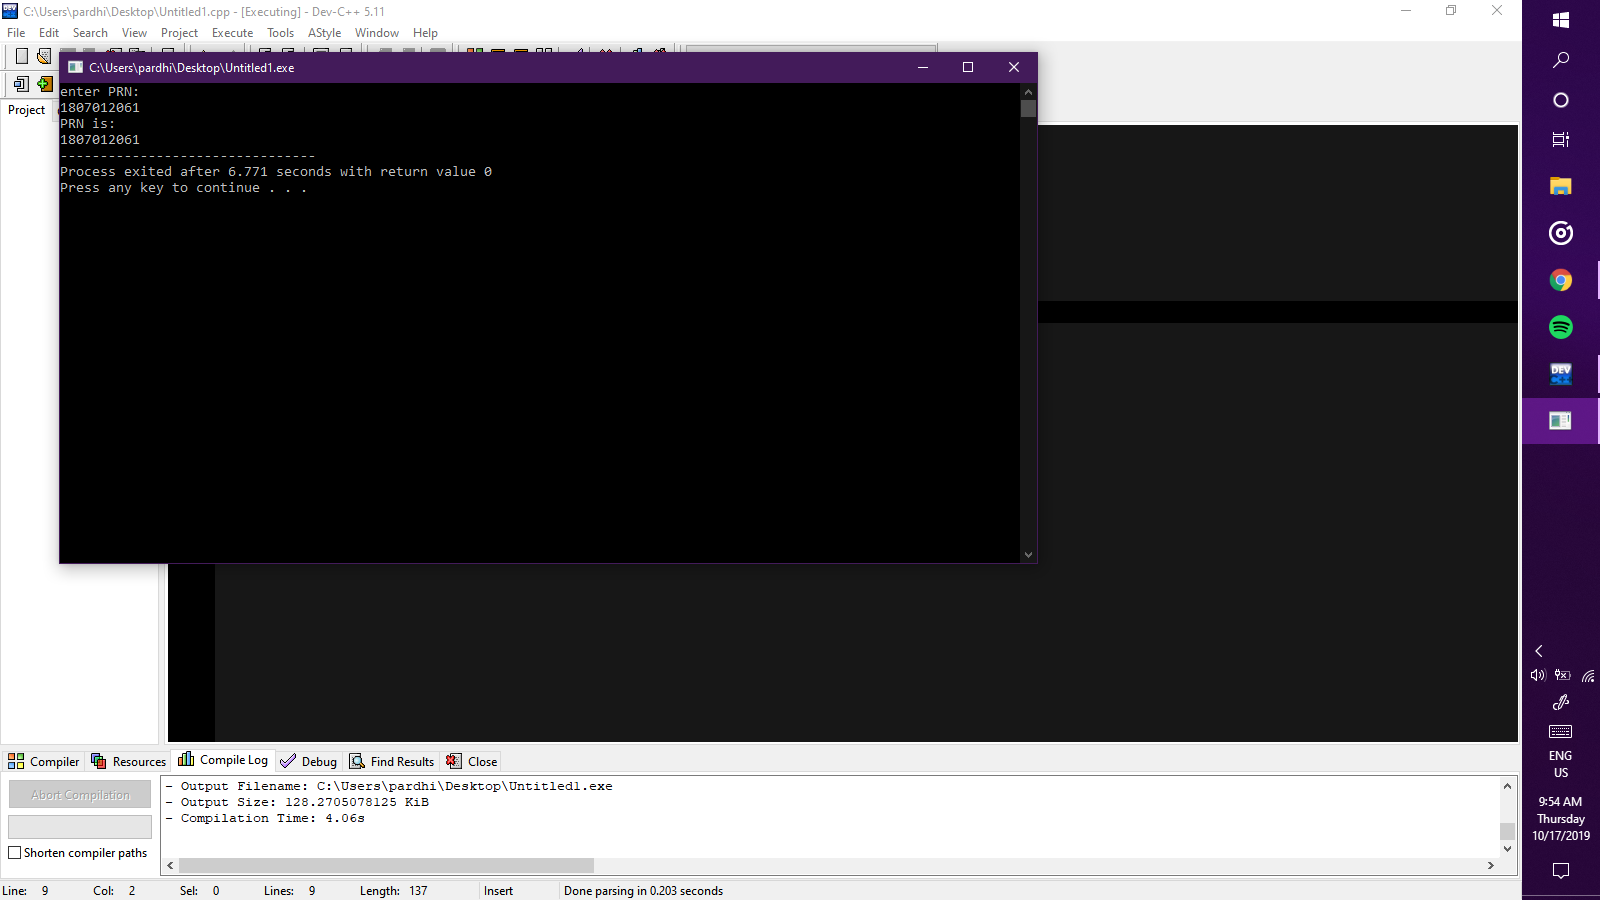 C:\Users\pardhi\Desktop\Untitled1.cpp - [Executing] - Dev-C++ 5.11
File Edit Search View Project Execute Tools AStyle Window Help
C:\Users\pardhi\Desktop\Untitled1.exe
enter PRN:
1807012061
PRN is:
1807012061
--------------------------------
Process exited after 6.771 seconds with return value 0
Press any key to continue . . .
Project
Compiler Resources Compile Log Debug Find Results Close
Abort Compilation
Shorten compiler paths
- Output Filename: C:\Users\pardhi\Desktop\Untitled1.exe
- Output Size: 128.2705078125 KiB
- Compilation Time: 4.06s
Line: 9 Col: 2 Sel: 0 Lines: 9 Length: 137 Insert Done parsing in 0.203 seconds
DEV
C++
ENG
US
9:54 AM
Thursday
10/17/2019